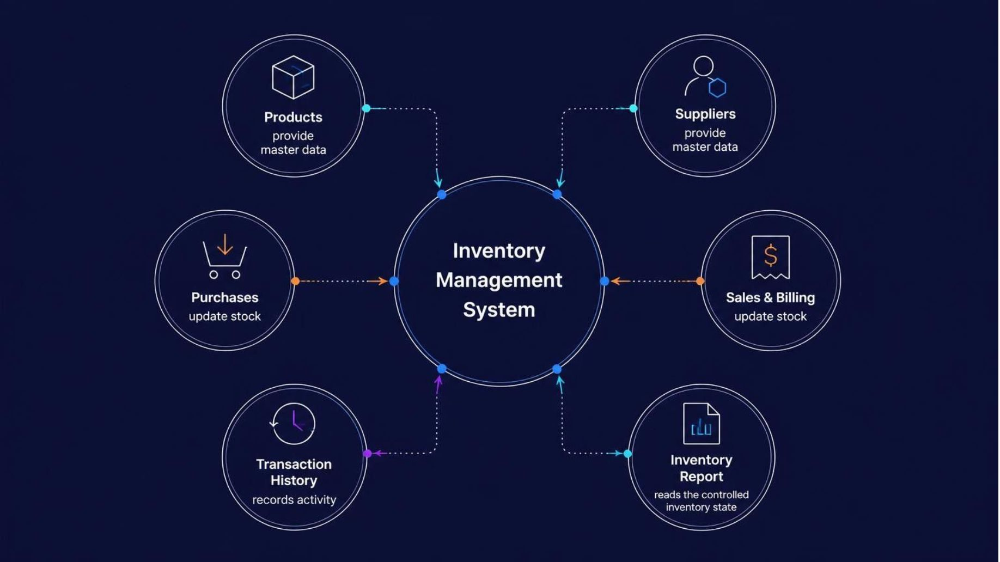 Products
provide
master data
Suppliers
provide
master data
Inventory
Management
System
Purchases
update stock
$
Sales & Billing
update stock
Transaction
History
records activity
Inventory
Report
reads the controlled
inventory state